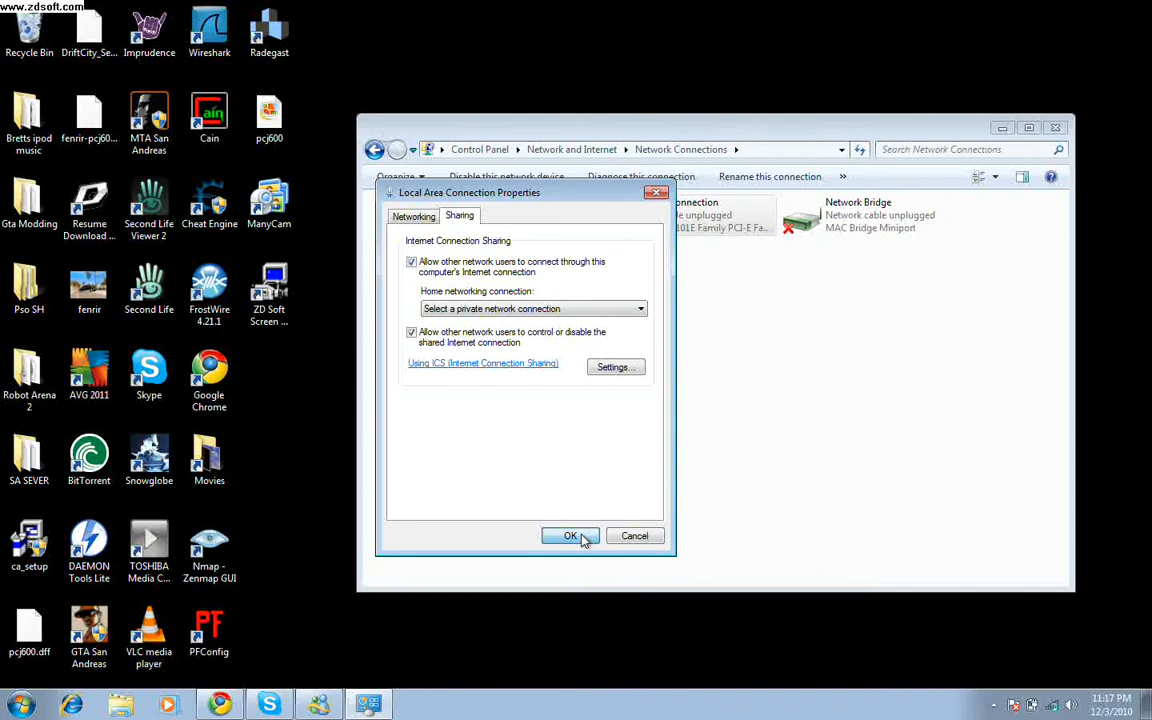 www.zdsoft.com
Recycle Bin
DriftCity_Se...
Imprudence
Wireshark
Radegast
Bretts ipod
music
fenrir-pcj60...
MTA San
Andreas
Cain
pcj600
Gta Modding
Resume
Download ...
Second Life
Viewer 2
Cheat Engine
ManyCam
Pso SH
fenrir
Second Life
FrostWire
4.21.1
ZD Soft
Screen ...
Robot Arena
2
AVG 2011
Skype
Google
Chrome
SA SEVER
BitTorrent
Snowglobe
Movies
ca_setup
DAEMON
Tools Lite
TOSHIBA
Media C...
Nmap -
Zenmap GUI
pcj600.dff
GTA San
Andreas
VLC media
player
PFConfig
Control Panel
Network and Internet
Network Connections
Search Network Connections
Organize
Disable this network device
Diagnose this connection
Rename this connection
»
Local Area Connection Properties
Networking
Sharing
Internet Connection Sharing
Allow other network users to connect through this
computer's Internet connection
Home networking connection:
Select a private network connection
Allow other network users to control or disable the
shared Internet connection
Using ICS (Internet Connection Sharing)
Settings...
OK
Cancel
onnection
le unplugged
101E Family PCI-E Fa...
Network Bridge
Network cable unplugged
MAC Bridge Miniport
11:17 PM
12/3/2010